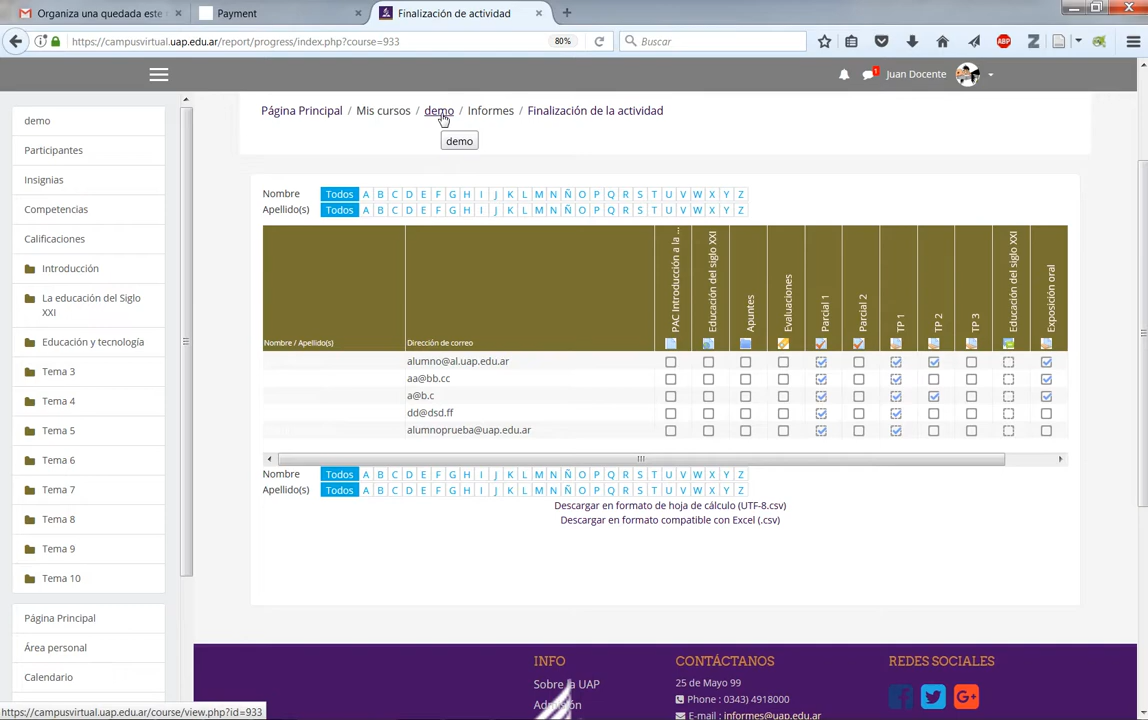 Organiza una quedada este
Payment
Finalización de actividad
https://campusvirtual.uap.edu.ar/report/progress/index.php?course=933
80%
Buscar
ABP
Z
1
Juan Docente
demo
Participantes
Insignias
Competencias
Calificaciones
Introducción
La educación del Siglo
XXI
Educación y tecnología
Tema 3
Tema 4
Tema 5
Tema 6
Tema 7
Tema 8
Tema 9
Tema 10
Página Principal
Área personal
Calendario
Página Principal / Mis cursos / demo / Informes / Finalización de la actividad
demo
Nombre Todos A B C D E F G H I J K L M N Ñ O P Q R S T U V W X Y Z
Apellido(s) Todos A B C D E F G H I J K L M N Ñ O P Q R S T U V W X Y Z
Nombre / Apellido(s)
Dirección de correo
PAC Introducción a la ...
Educación del siglo XXI
Apuntes
Evaluaciones
Parcial 1
Parcial 2
TP 1
TP 2
TP 3
Educación del siglo XXI
Exposición oral
alumno@al.uap.edu.ar
aa@bb.cc
a@b.c
dd@dsd.ff
alumnoprueba@uap.edu.ar
Nombre Todos A B C D E F G H I J K L M N Ñ O P Q R S T U V W X Y Z
Apellido(s) Todos A B C D E F G H I J K L M N Ñ O P Q R S T U V W X Y Z
Descargar en formato de hoja de cálculo (UTF-8.csv)
Descargar en formato compatible con Excel (.csv)
INFO
Sobre la UAP
Admisión
CONTÁCTANOS
25 de Mayo 99
Phone : 0343) 4918000
E-mail : informes@uap.edu.ar
REDES SOCIALES
https://campusvirtual.uap.edu.ar/course/view.php?id=933